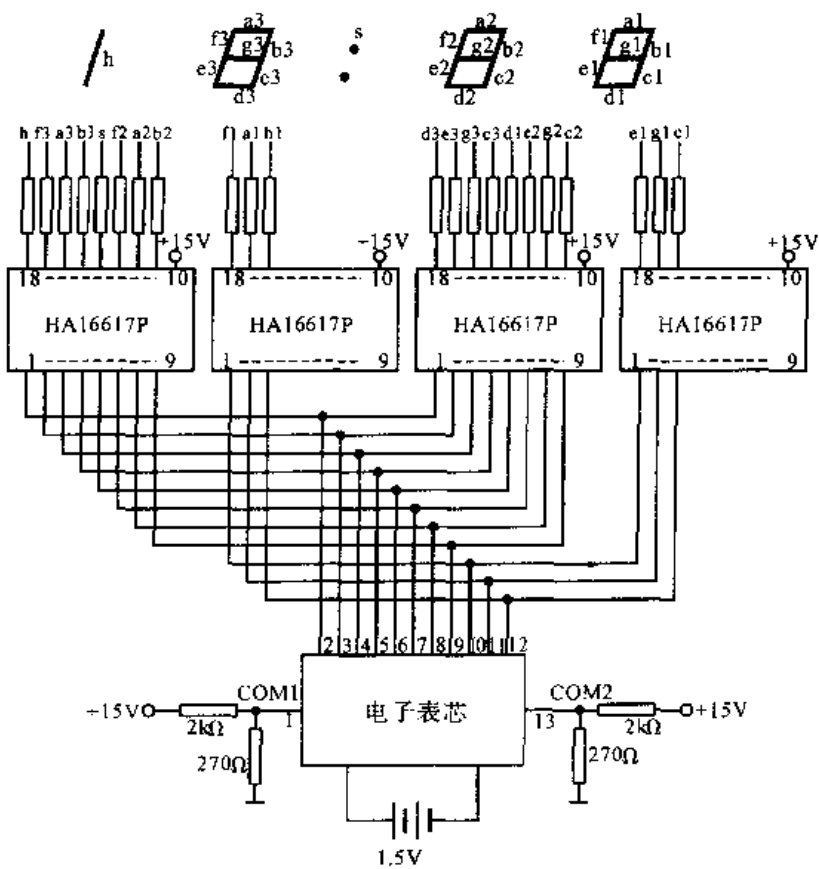 a3 s a2 a1
f3 g3 b3 f2 g2 b2 f1 g1 b1
h
e3 c3 e2 c2 e1 c1
d3 d2 d1
h f3 a3 b3 s f2 a2 b2 f1 a1 b1 d3 e3 g3 c3 d1 e2 g2 c2 e1 g1 c1
+15V +15V +15V +15V
18 10 18 10 18 10 18 10
HA16617P HA16617P HA16617P HA16617P
1 9 1 9 1 9 1 9
2 3 4 5 6 7 8 9 10 11 12
COM1 COM2
+15V 1 电子表芯 13 +15V
2kΩ 2kΩ
270Ω 270Ω
1.5V